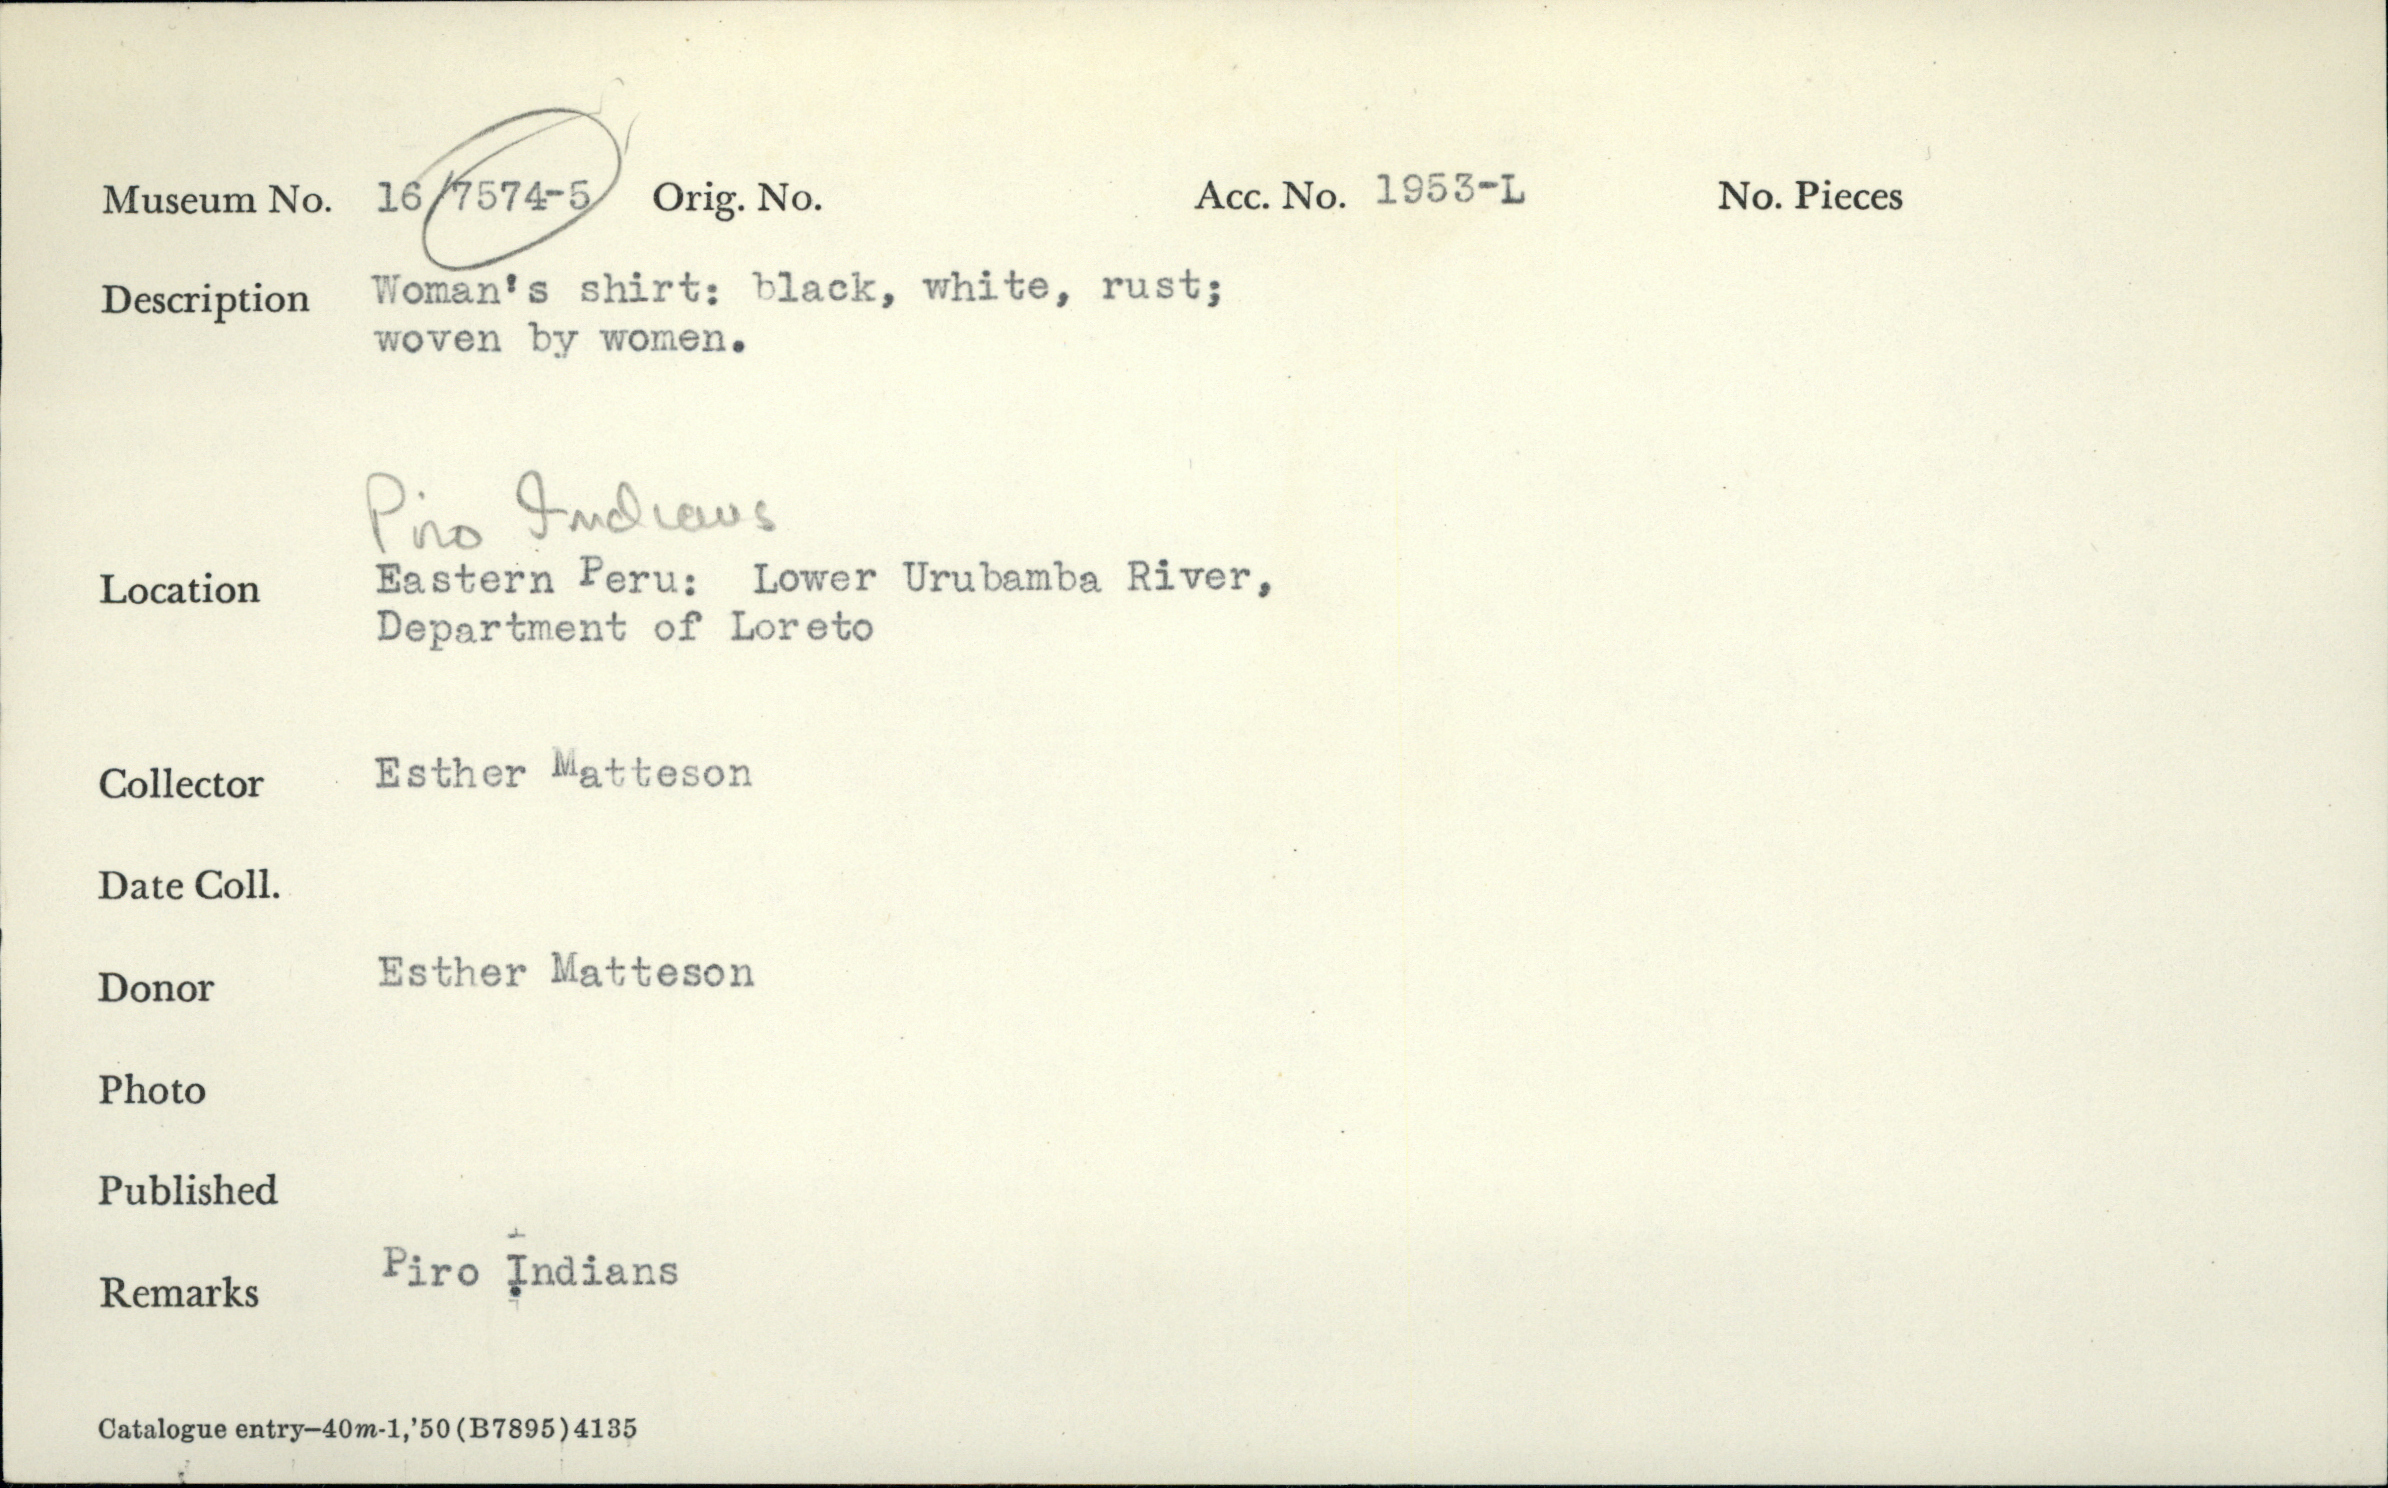 Museum No. 16/7574-5 Orig. No. Acc. No. 1953-L No. Pieces
Description Woman's shirt: black, white, rust;
woven by women.
Piro Indians
Location Eastern Peru: Lower Urubamba River,
Department of Loreto
Collector Esther Matteson
Date Coll.
Donor Esther Matteson
Photo
Published
Remarks Piro Indians
Catalogue entry—40m-1,'50(B7895)4135